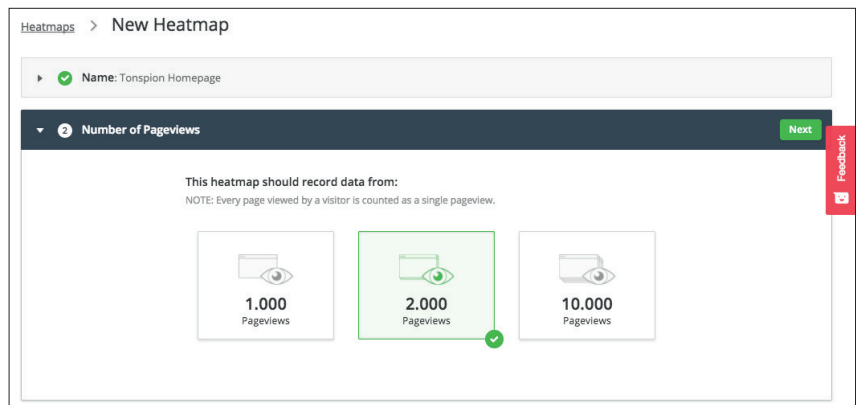 Heatmaps > New Heatmap
Name: Tonspion Homepage
2 Number of Pageviews
Next
Feedback
This heatmap should record data from:
NOTE: Every page viewed by a visitor is counted as a single pageview.
1.000
Pageviews
2.000
Pageviews
10.000
Pageviews